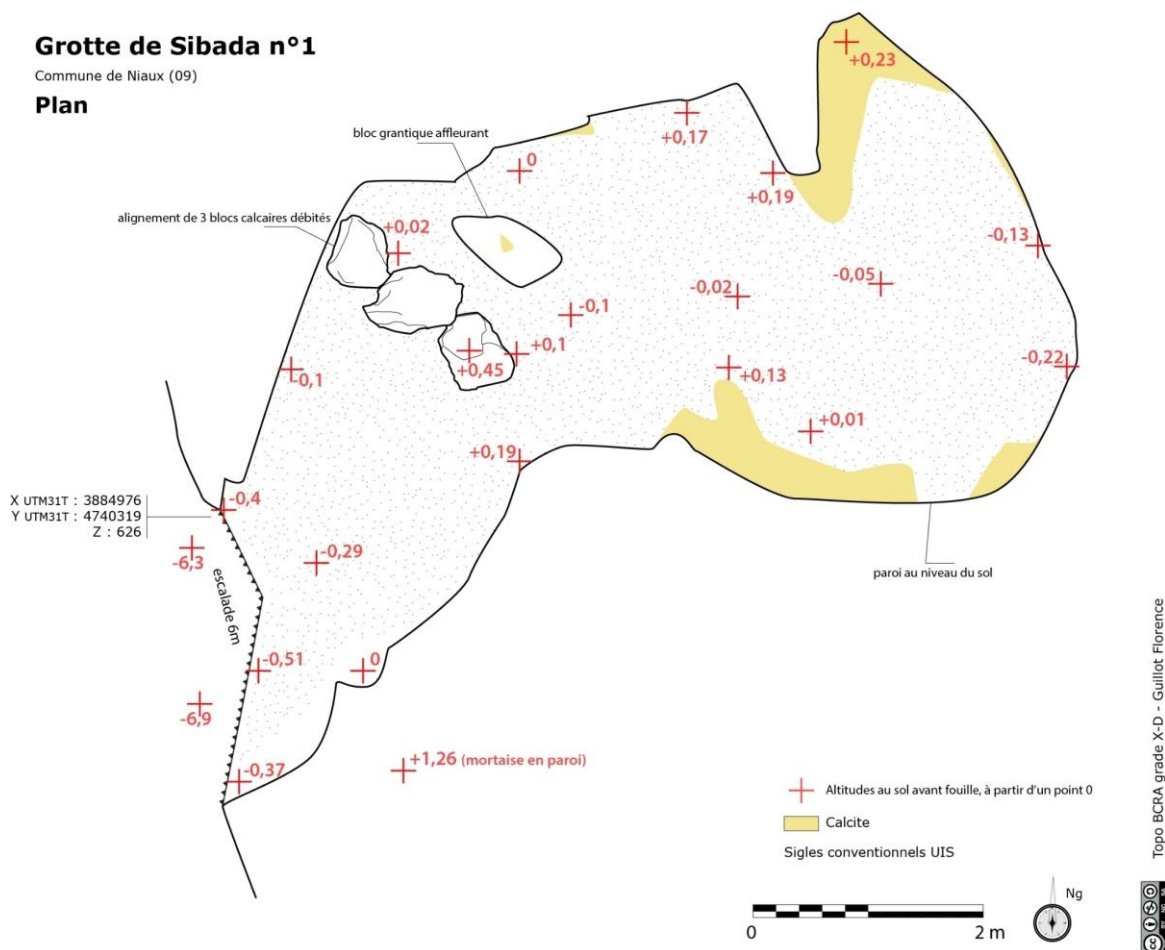 Grotte de Sibada n°1
Commune de Niaux (09)
Plan
+0,23
bloc grantique affleurant
+0,17
0
+0,19
alignement de 3 blocs calcaires débités
+0,02
-0,13
-0,05
-0,02
-0,1
+0,1
+0,45
-0,1
+0,13
-0,22
+0,01
+0,19
X UTM31T : 3884976
Y UTM31T : 4740319
Z : 626
-0,4
-6,3
-0,29
escalade 6m
paroi au niveau du sol
-0,51
0
-6,9
-0,37
+1,26 (mortaise en paroi)
Altitudes au sol avant fouille, à partir d'un point 0
Calcite
Sigles conventionnels UIS
Ng
0
2 m
Topo BCRA grade X-D - Guillot Florence